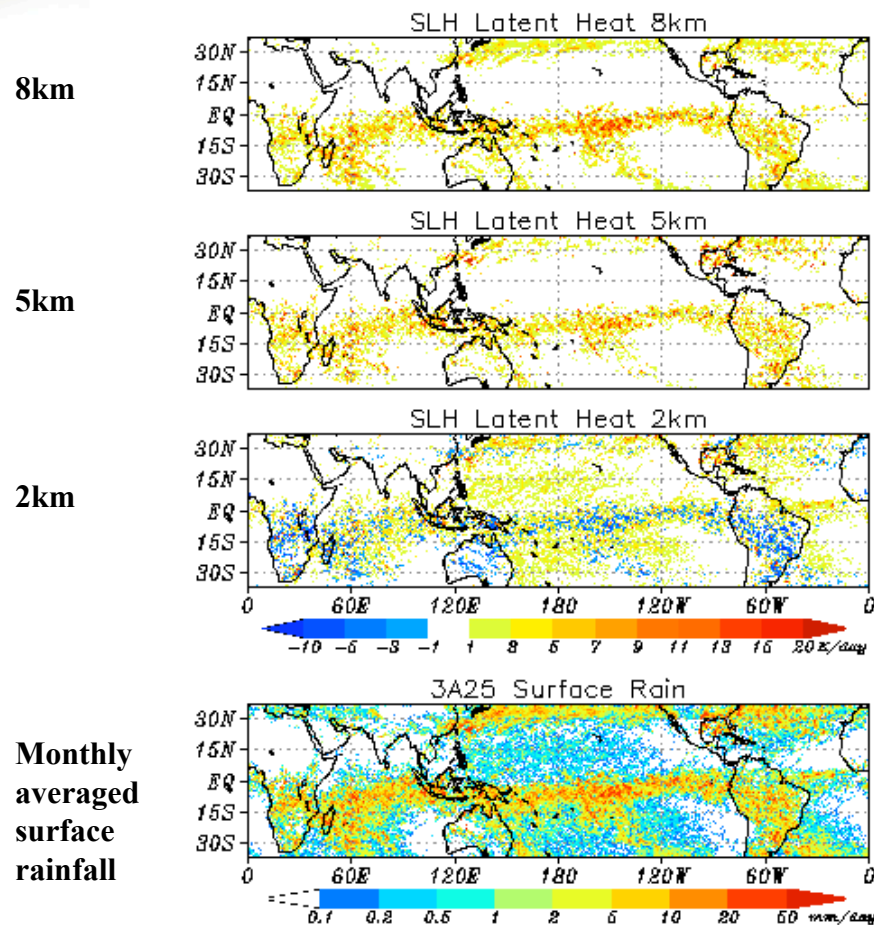 SLH Latent Heat 8km
8km
30N
15N
EQ
15S
30S
SLH Latent Heat 5km
5km
30N
15N
EQ
15S
30S
SLH Latent Heat 2km
2km
30N
15N
EQ
15S
30S
0 60E 120E 180 120W 60W 0
-10 -5 -3 -1 1 3 5 7 9 11 13 15 20 K/day
3A25 Surface Rain
Monthly
averaged
surface
rainfall
30N
15N
EQ
15S
30S
0 60E 120E 180 120W 60W 0
0.1 0.2 0.5 1 2 5 10 20 50 mm/day